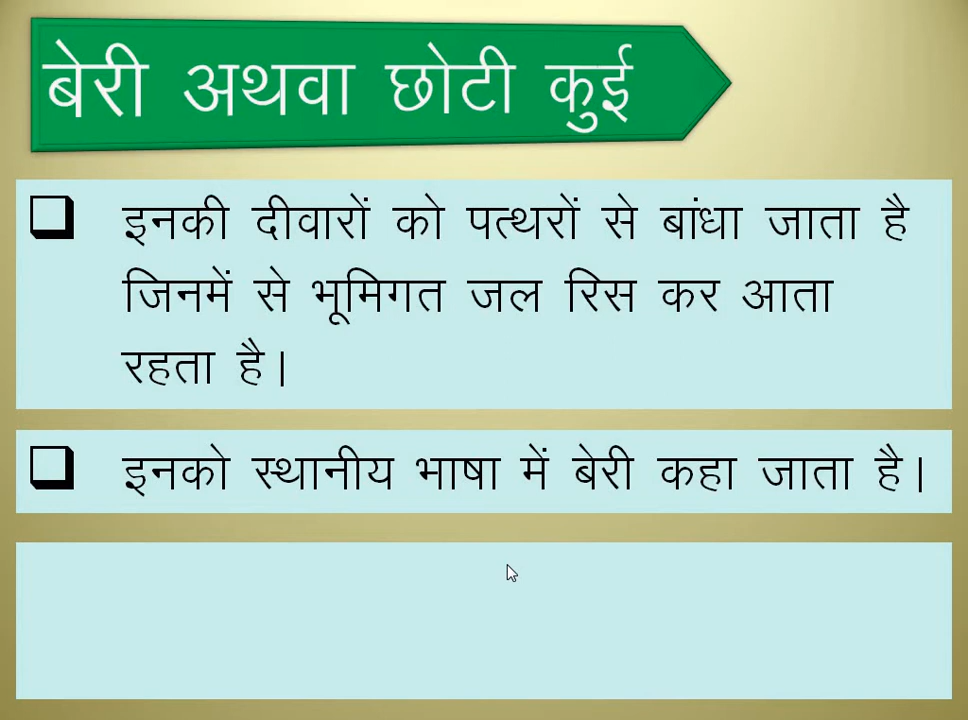 बेरी अथवा छोटी कुई
इनकी दीवारों को पत्थरों से बांधा जाता है
जिनमें से भूमिगत जल रिस कर आता
रहता है।
इनको स्थानीय भाषा में बेरी कहा जाता है।